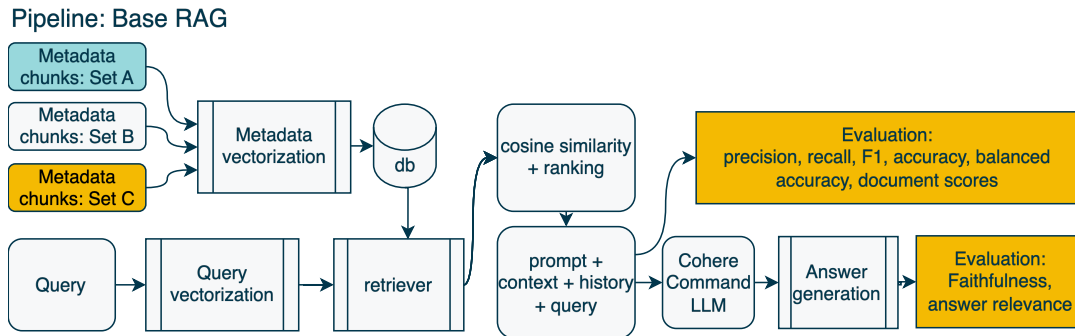 Pipeline: Base RAG
Metadata
chunks: Set A
Metadata
chunks: Set B
Metadata
chunks: Set C
Metadata
vectorization
db
cosine similarity
+ ranking
Evaluation:
precision, recall, F1, accuracy, balanced
accuracy, document scores
Query
Query
vectorization
retriever
prompt +
context + history
+ query
Cohere
Command
LLM
Answer
generation
Evaluation:
Faithfulness,
answer relevance